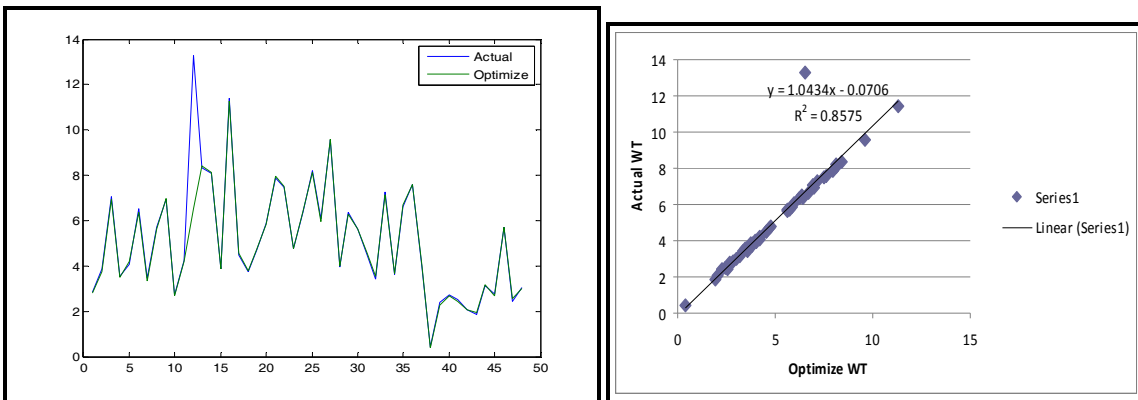 14
12
10
8
6
4
2
0
0 5 10 15 20 25 30 35 40 45 50
Actual
Optimize
14
12
10
8
6
4
2
0
0 5 10 15
Actual WT
Optimize WT
y = 1.0434x - 0.0706
R² = 0.8575
Series1
Linear (Series1)